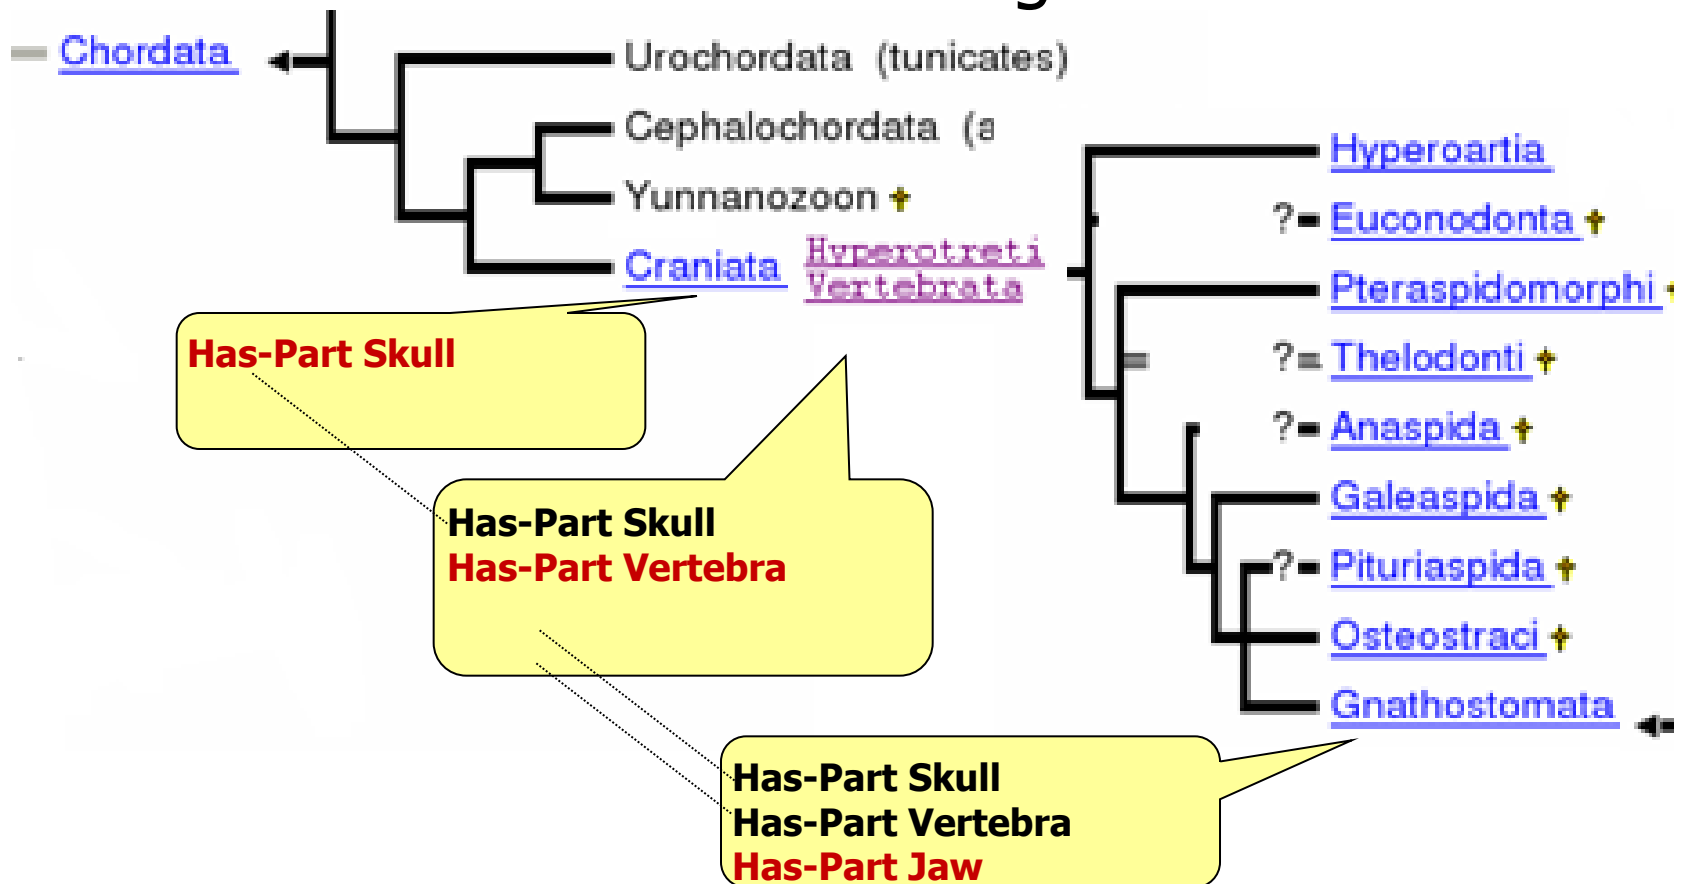 Chordata
Urochordata (tunicates)
Cephalochordata (a
Yunnanozoon †
Craniata
Hyperotreti
Vertebrata
Hyperoartia
? Euconodonta †
Pteraspidomorphi †
?= Thelodonti †
? Anaspida †
Galeaspida †
? Pituriaspida †
Osteostraci †
Gnathostomata
Has-Part Skull
Has-Part Skull
Has-Part Vertebra
Has-Part Skull
Has-Part Vertebra
Has-Part Jaw